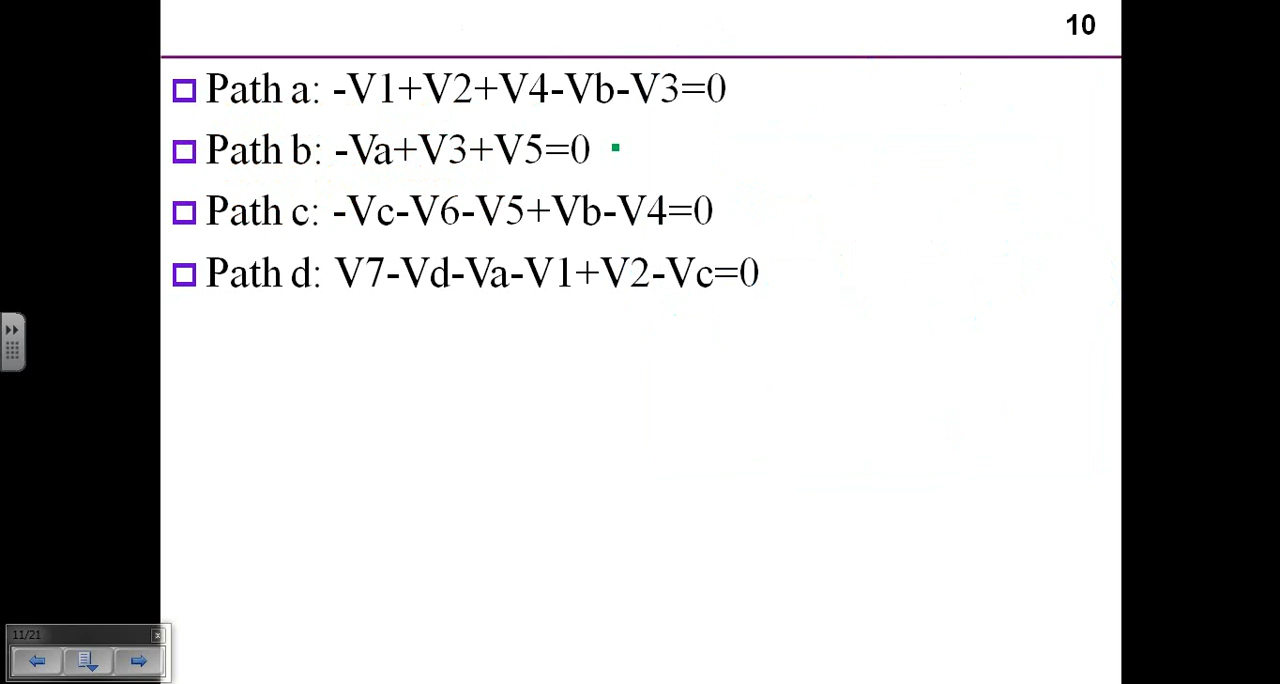 10
Path a: -V1+V2+V4-Vb-V3=0
Path b: -Va+V3+V5=0
Path c: -Vc-V6-V5+Vb-V4=0
Path d: V7-Vd-Va-V1+V2-Vc=0
11/21
x